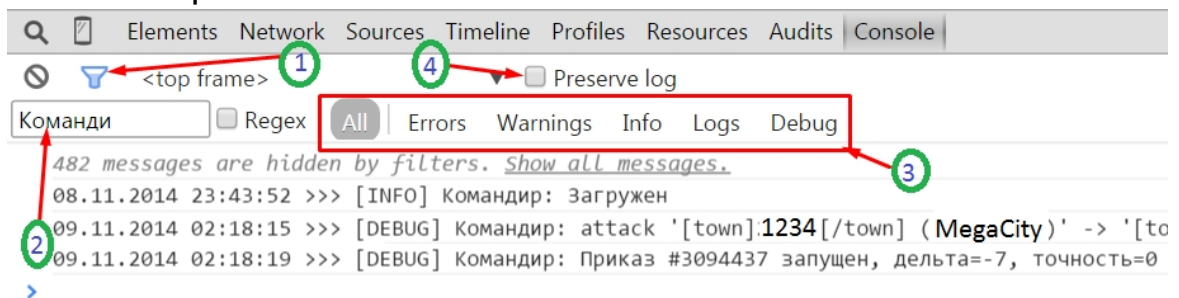 Elements Network Sources Timeline Profiles Resources Audits Console
1 4
<top frame> ▼ Preserve log
Команди Regex All Errors Warnings Info Logs Debug
482 messages are hidden by filters. Show all messages.
3
08.11.2014 23:43:52 >>> [INFO] Командир: Загружен
09.11.2014 02:18:15 >>> [DEBUG] Командир: attack '[town]1234[/town] (MegaCity)' -> '[to
2
09.11.2014 02:18:19 >>> [DEBUG] Командир: Приказ #3094437 запущен, дельта=-7, точность=0
>